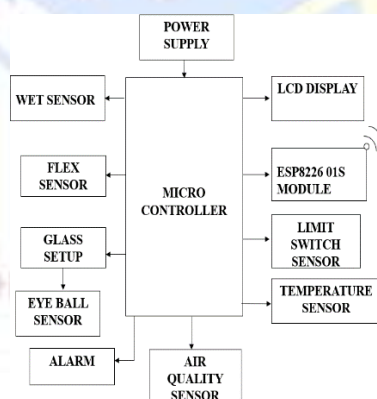 POWER
SUPPLY
WET SENSOR
LCD DISPLAY
FLEX
SENSOR
ESP8226 01S
MODULE
MICRO
CONTROLLER
GLASS
SETUP
LIMIT
SWITCH
SENSOR
EYE BALL
SENSOR
TEMPERATURE
SENSOR
ALARM
AIR
QUALITY
SENSOR